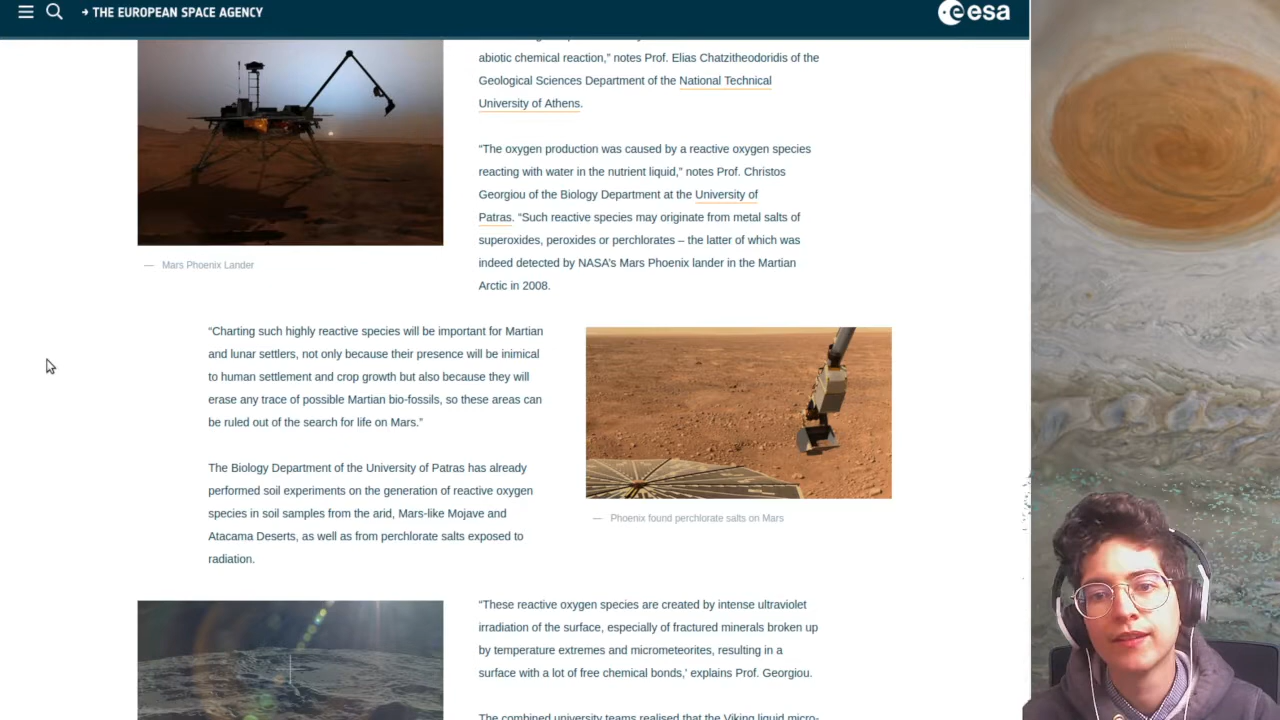 → THE EUROPEAN SPACE AGENCY
esa
abiotic chemical reaction,” notes Prof. Elias Chatzitheodoridis of the
Geological Sciences Department of the National Technical
University of Athens.
“The oxygen production was caused by a reactive oxygen species
reacting with water in the nutrient liquid,” notes Prof. Christos
Georgiou of the Biology Department at the University of
Patras. “Such reactive species may originate from metal salts of
superoxides, peroxides or perchlorates – the latter of which was
indeed detected by NASA’s Mars Phoenix lander in the Martian
Arctic in 2008.
— Mars Phoenix Lander
“Charting such highly reactive species will be important for Martian
and lunar settlers, not only because their presence will be inimical
to human settlement and crop growth but also because they will
erase any trace of possible Martian bio-fossils, so these areas can
be ruled out of the search for life on Mars.”
The Biology Department of the University of Patras has already
performed soil experiments on the generation of reactive oxygen
species in soil samples from the arid, Mars-like Mojave and
Atacama Deserts, as well as from perchlorate salts exposed to
radiation.
— Phoenix found perchlorate salts on Mars
“These reactive oxygen species are created by intense ultraviolet
irradiation of the surface, especially of fractured minerals broken up
by temperature extremes and micrometeorites, resulting in a
surface with a lot of free chemical bonds,’ explains Prof. Georgiou.
The combined university teams realised that the Viking liquid micro-